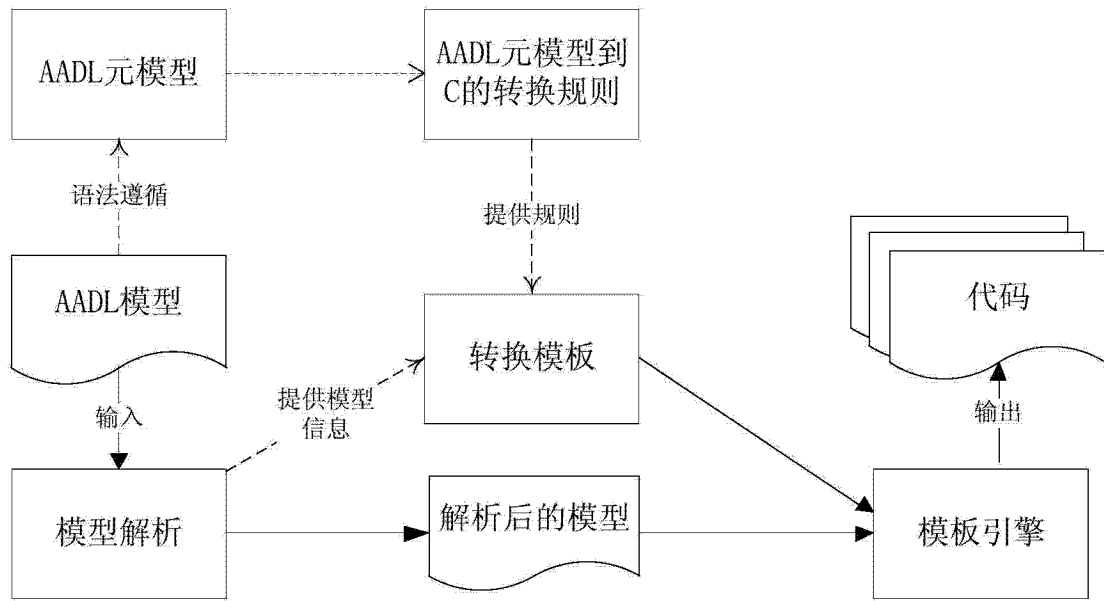 AADL元模型
AADL元模型到
C的转换规则
语法遵循
提供规则
AADL模型
代码
转换模板
提供模型
信息
输入
输出
模型解析
解析后的模型
模板引擎